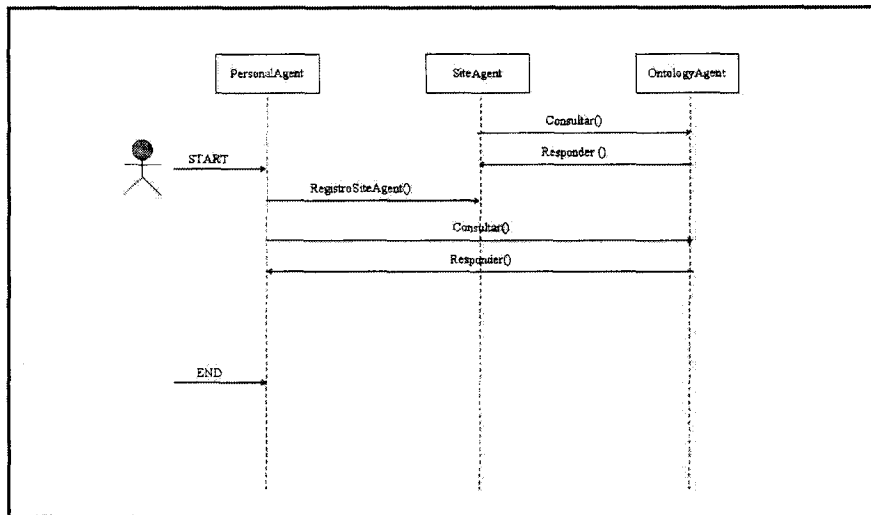 PersonalAgent
SiteAgent
OntologyAgent
Consultar()
Responder ()
START
RegistroSiteAgent()
Consultar()
Responder()
END